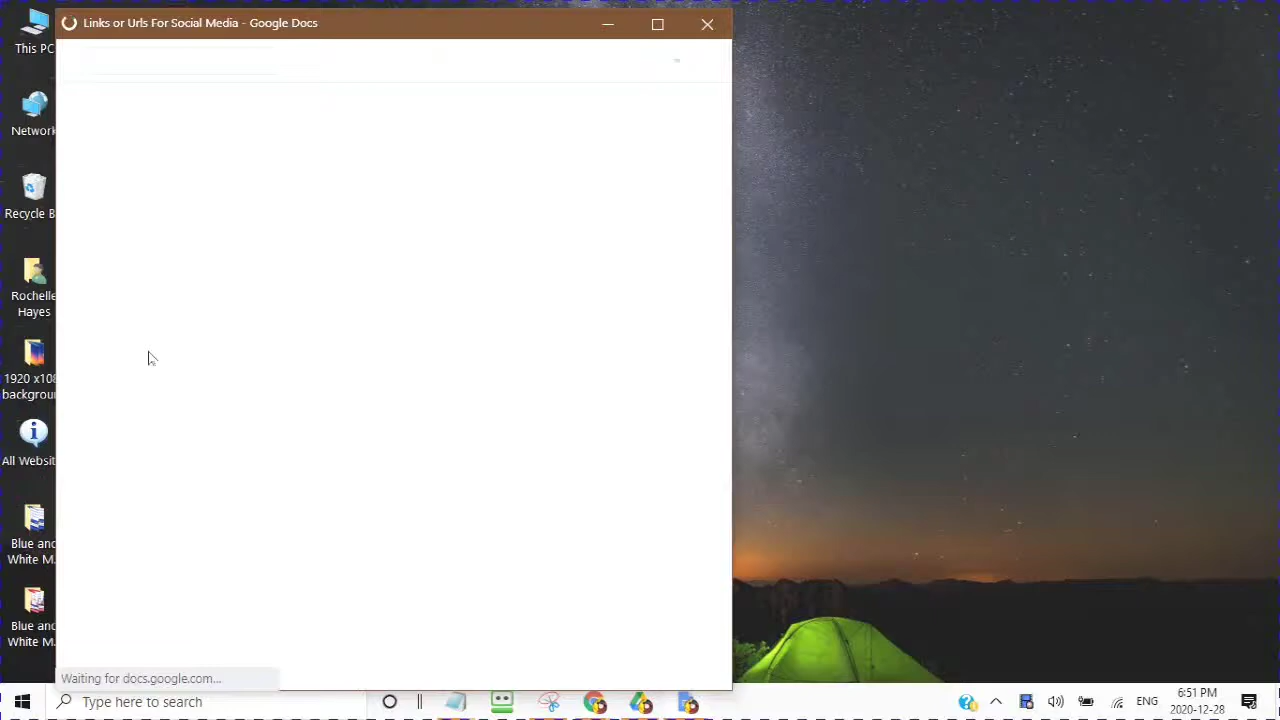 Links or Urls For Social Media - Google Docs
This PC
Network
Recycle B
Rochelle
Hayes
1920 x108
backgroun
All Websit
Blue and
White M...
Blue and
White M...
Waiting for docs.google.com...
Type here to search
ENG
6:51 PM
2020-12-28